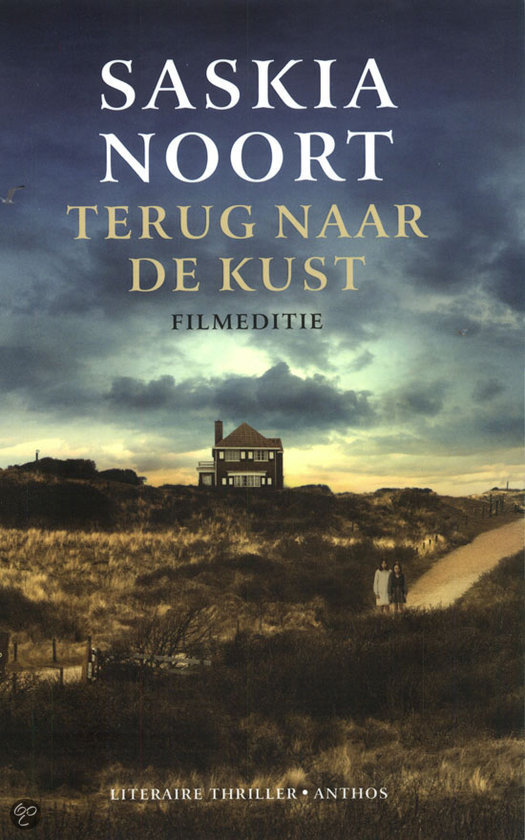 SASKIA
NOORT
TERUG NAAR
DE KUST
FILMEDITIE
LITERAIRE THRILLER • ANTHOS